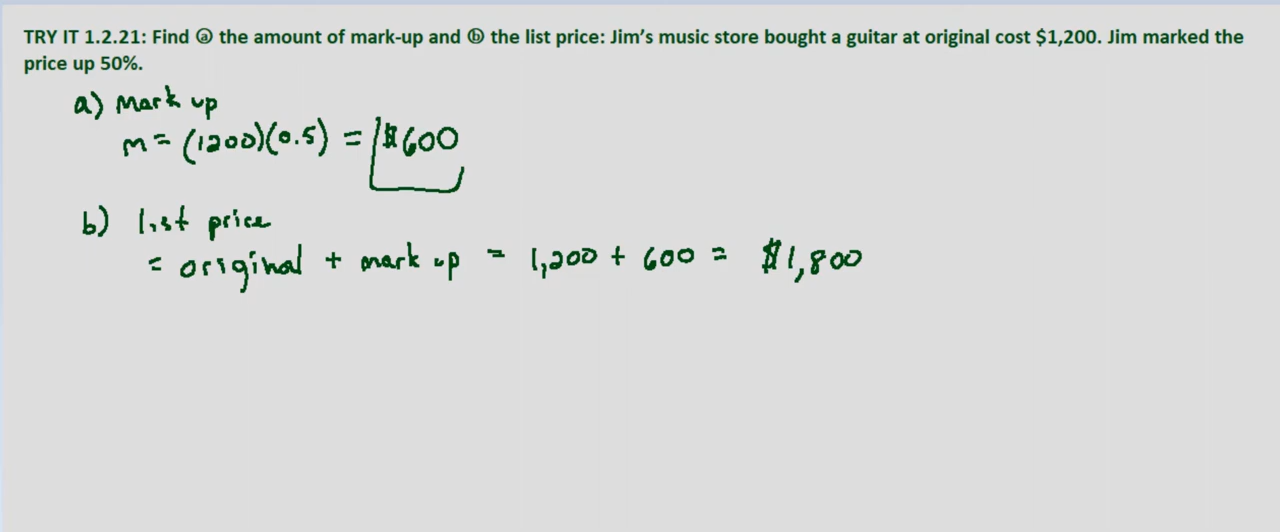 TRY IT 1.2.21: Find ⓐ the amount of mark-up and ⓑ the list price: Jim's music store bought a guitar at original cost $1,200. Jim marked the
price up 50%.
a) Mark up
m = (1200)(0.5) = $600
b) list price
= original + mark up = 1,200 + 600 = $1,800